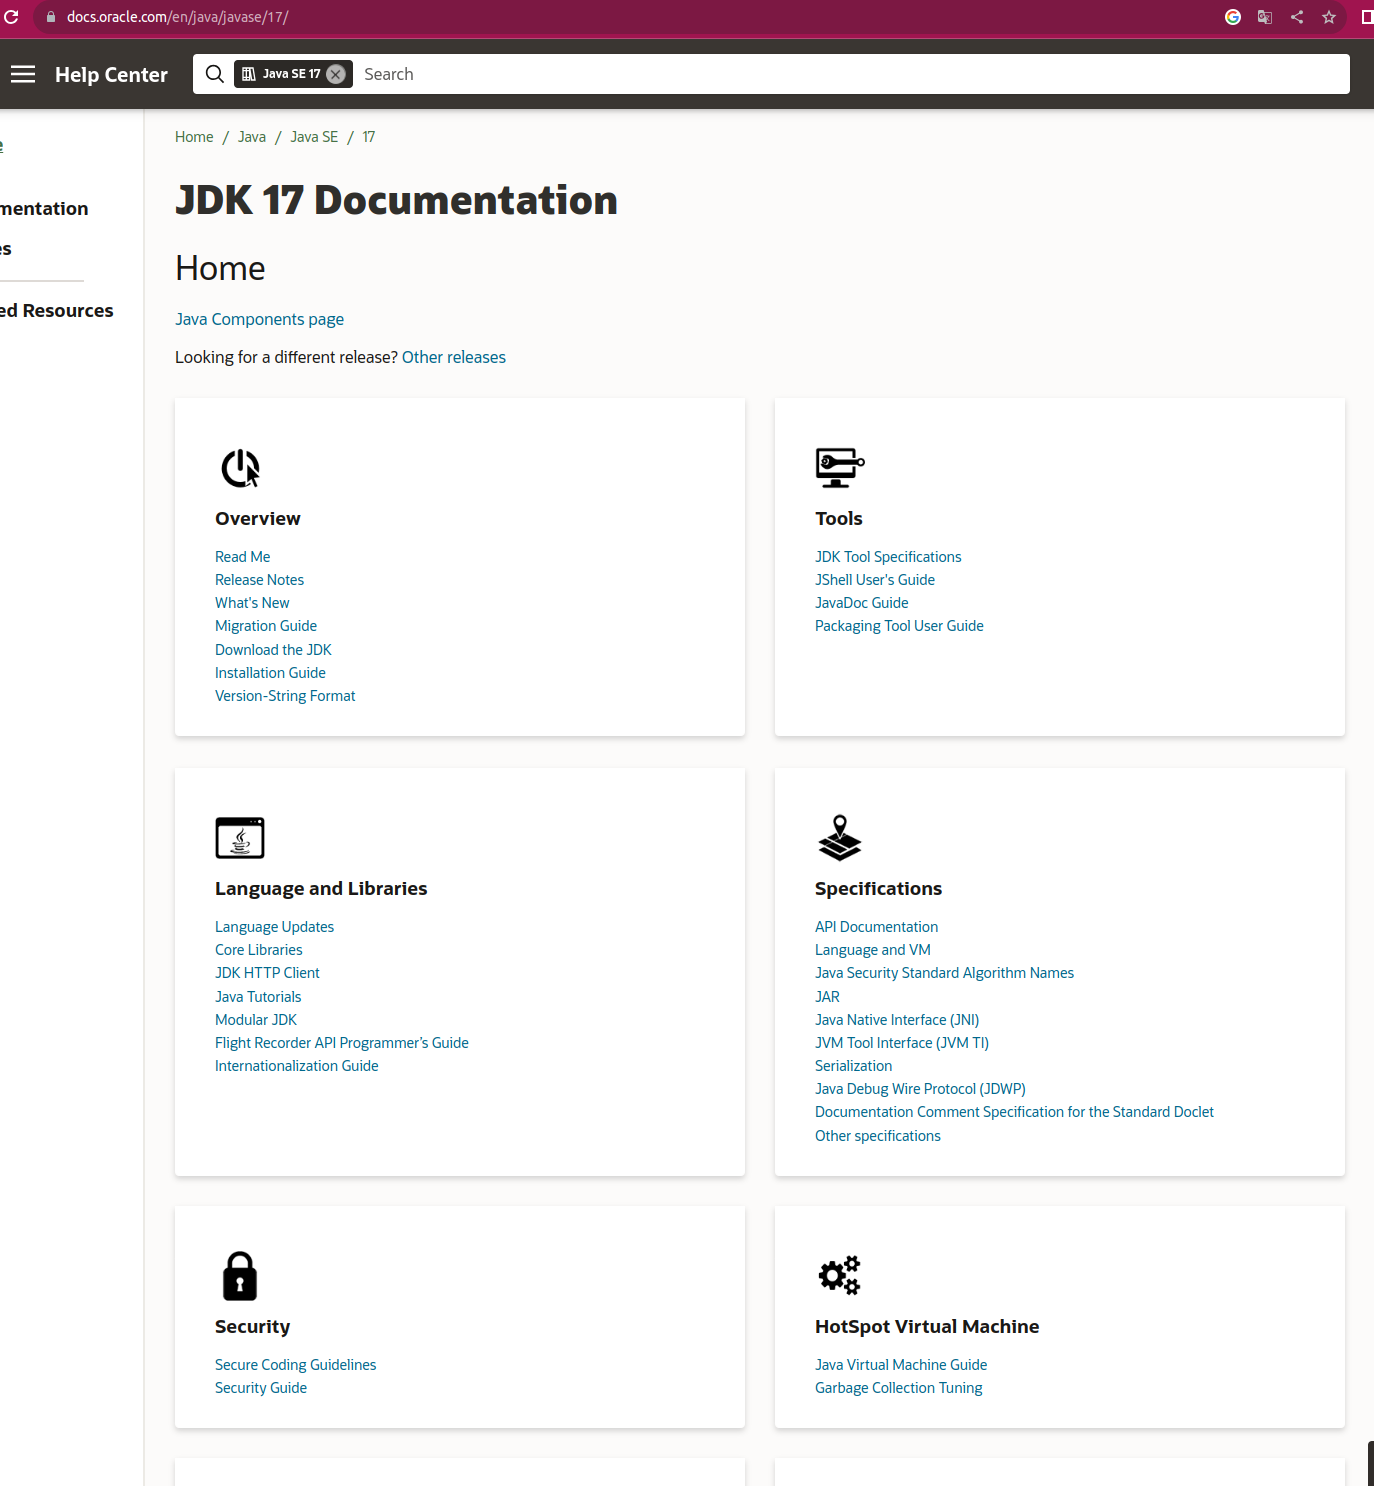 docs.oracle.com/en/java/javase/17/
Help Center
Java SE 17
Search
mentation
es
ed Resources
Home / Java / Java SE / 17
JDK 17 Documentation
Home
Java Components page
Looking for a different release? Other releases
Overview
Read Me
Release Notes
What's New
Migration Guide
Download the JDK
Installation Guide
Version-String Format
Tools
JDK Tool Specifications
JShell User's Guide
JavaDoc Guide
Packaging Tool User Guide
Language and Libraries
Language Updates
Core Libraries
JDK HTTP Client
Java Tutorials
Modular JDK
Flight Recorder API Programmer’s Guide
Internationalization Guide
Specifications
API Documentation
Language and VM
Java Security Standard Algorithm Names
JAR
Java Native Interface (JNI)
JVM Tool Interface (JVM TI)
Serialization
Java Debug Wire Protocol (JDWP)
Documentation Comment Specification for the Standard Doclet
Other specifications
Security
Secure Coding Guidelines
Security Guide
HotSpot Virtual Machine
Java Virtual Machine Guide
Garbage Collection Tuning